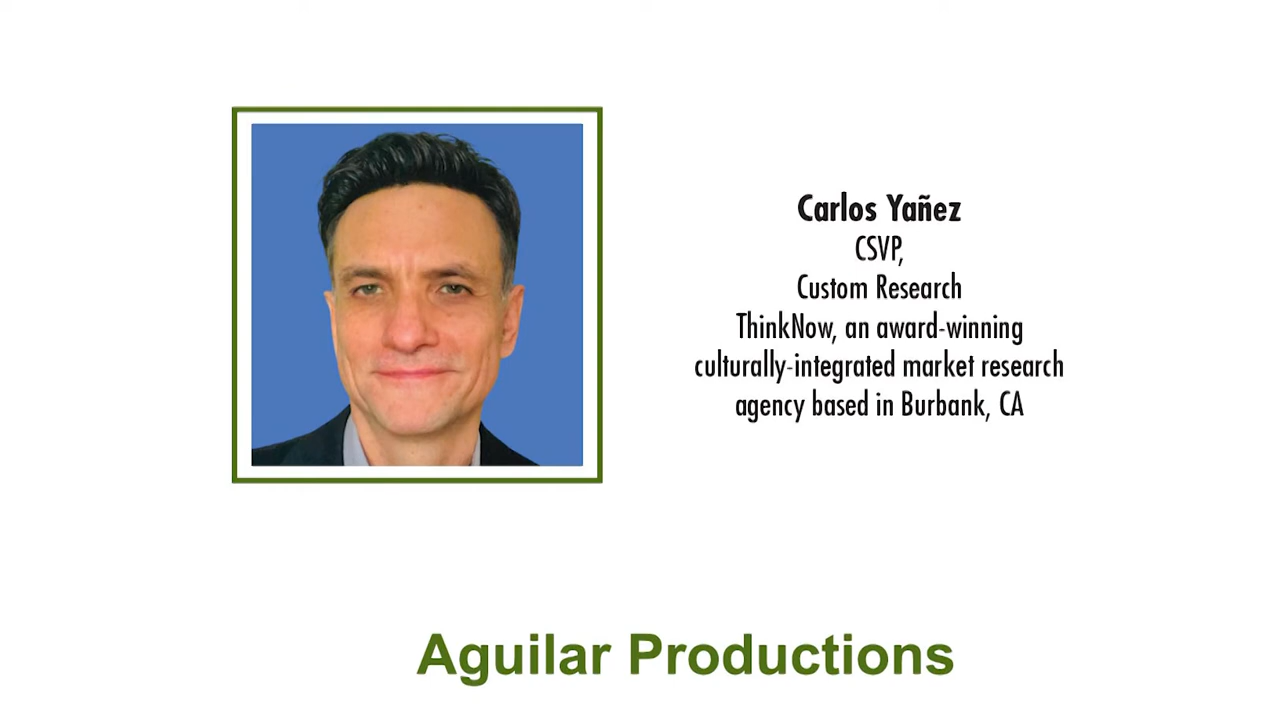 Carlos Yañez
CSVP,
Custom Research
ThinkNow, an award-winning
culturally-integrated market research
agency based in Burbank, CA
Aguilar Productions